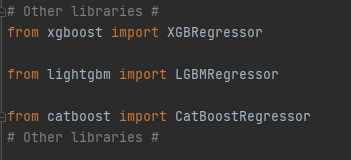 # Other libraries #
from xgboost import XGBRegressor
from lightgbm import LGBMRegressor
from catboost import CatBoostRegressor
# Other libraries #